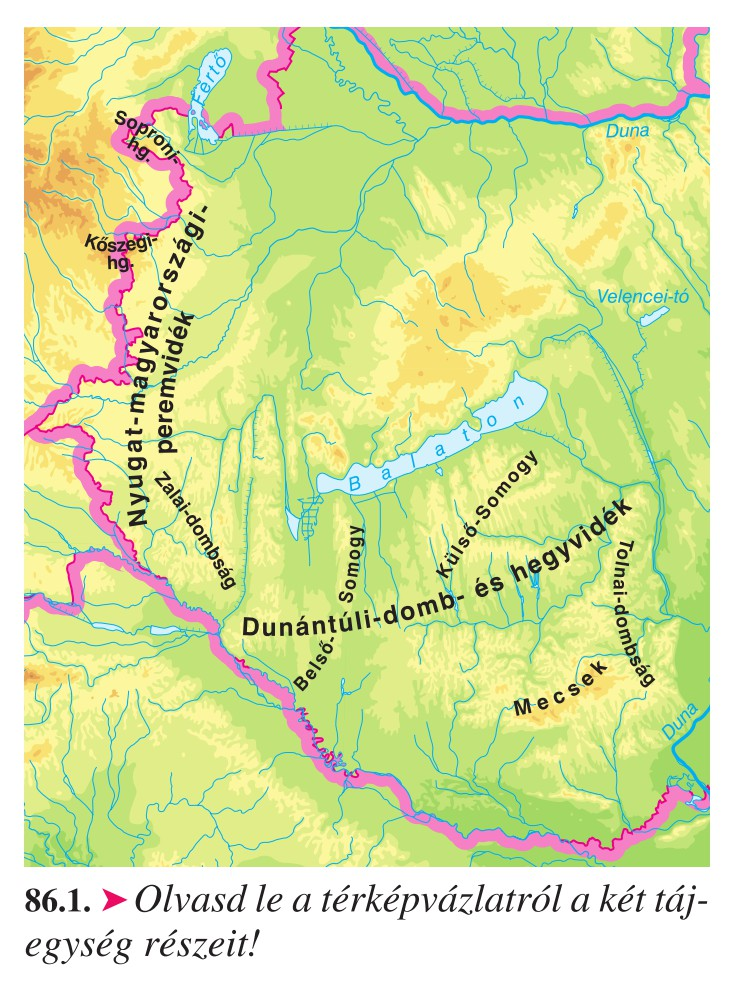 Fertő
Soproni-
hg.
Duna
Kőszegi-
hg.
Nyugat-magyarországi-
peremvidék
Velencei-tó
Balaton
Zalai-dombság
Külső-Somogy
Belső-Somogy
Dunántúli-domb- és hegyvidék
Tolnai-dombság
Mecsek
Duna
86.1. ➤ Olvasd le a térképvázlatról a két táj-
egység részeit!